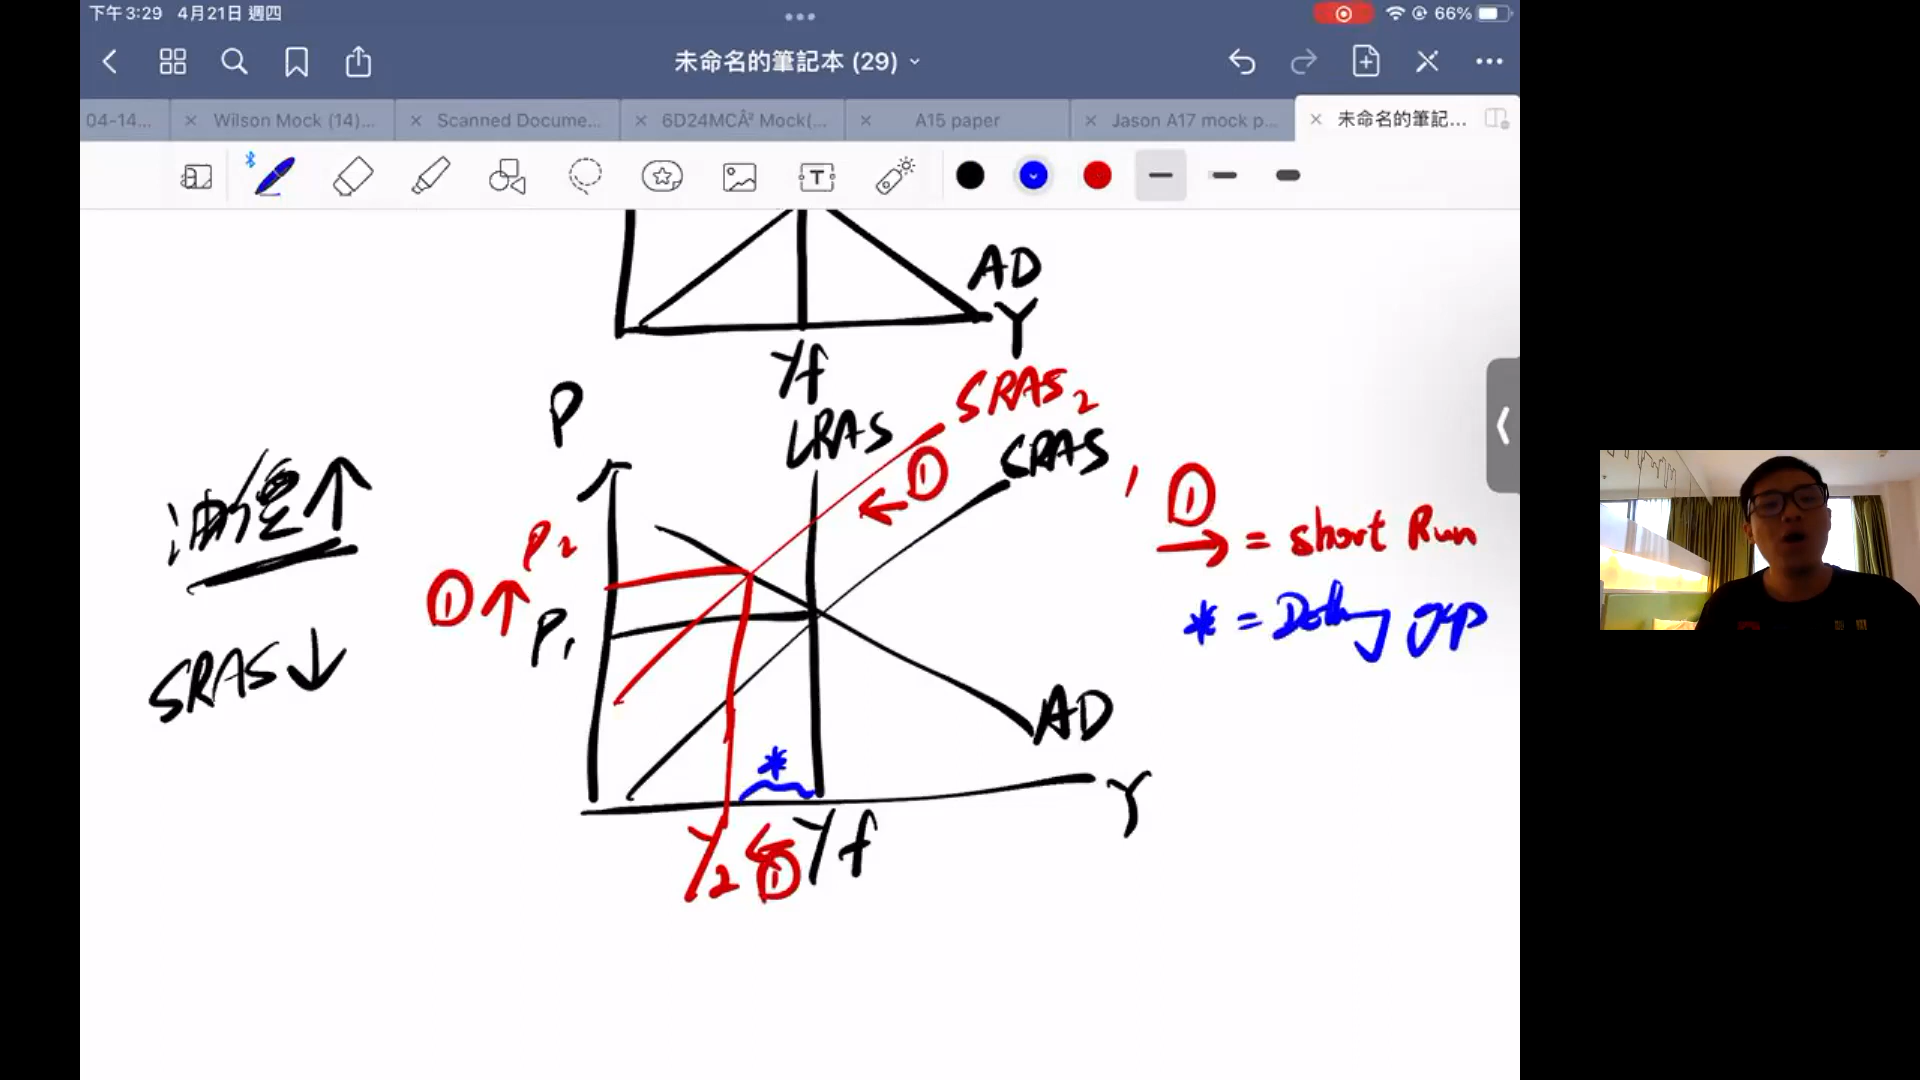 下午3:29 4月21日 週四
66%
未命名的筆記本 (29)
04-14...
Wilson Mock (14)...
Scanned Docume...
6D24MCÂ² Mock(...
A15 paper
Jason A17 mock p...
未命名的筆記...
T
AD
Y
Yf
P
LRAS
SRAS2
SRAS1
①
①
油價↑
P2
→ = short Run
①↑
P1
* = gap
SRAS↓
AD
*
Y
Y2 ← Yf
①